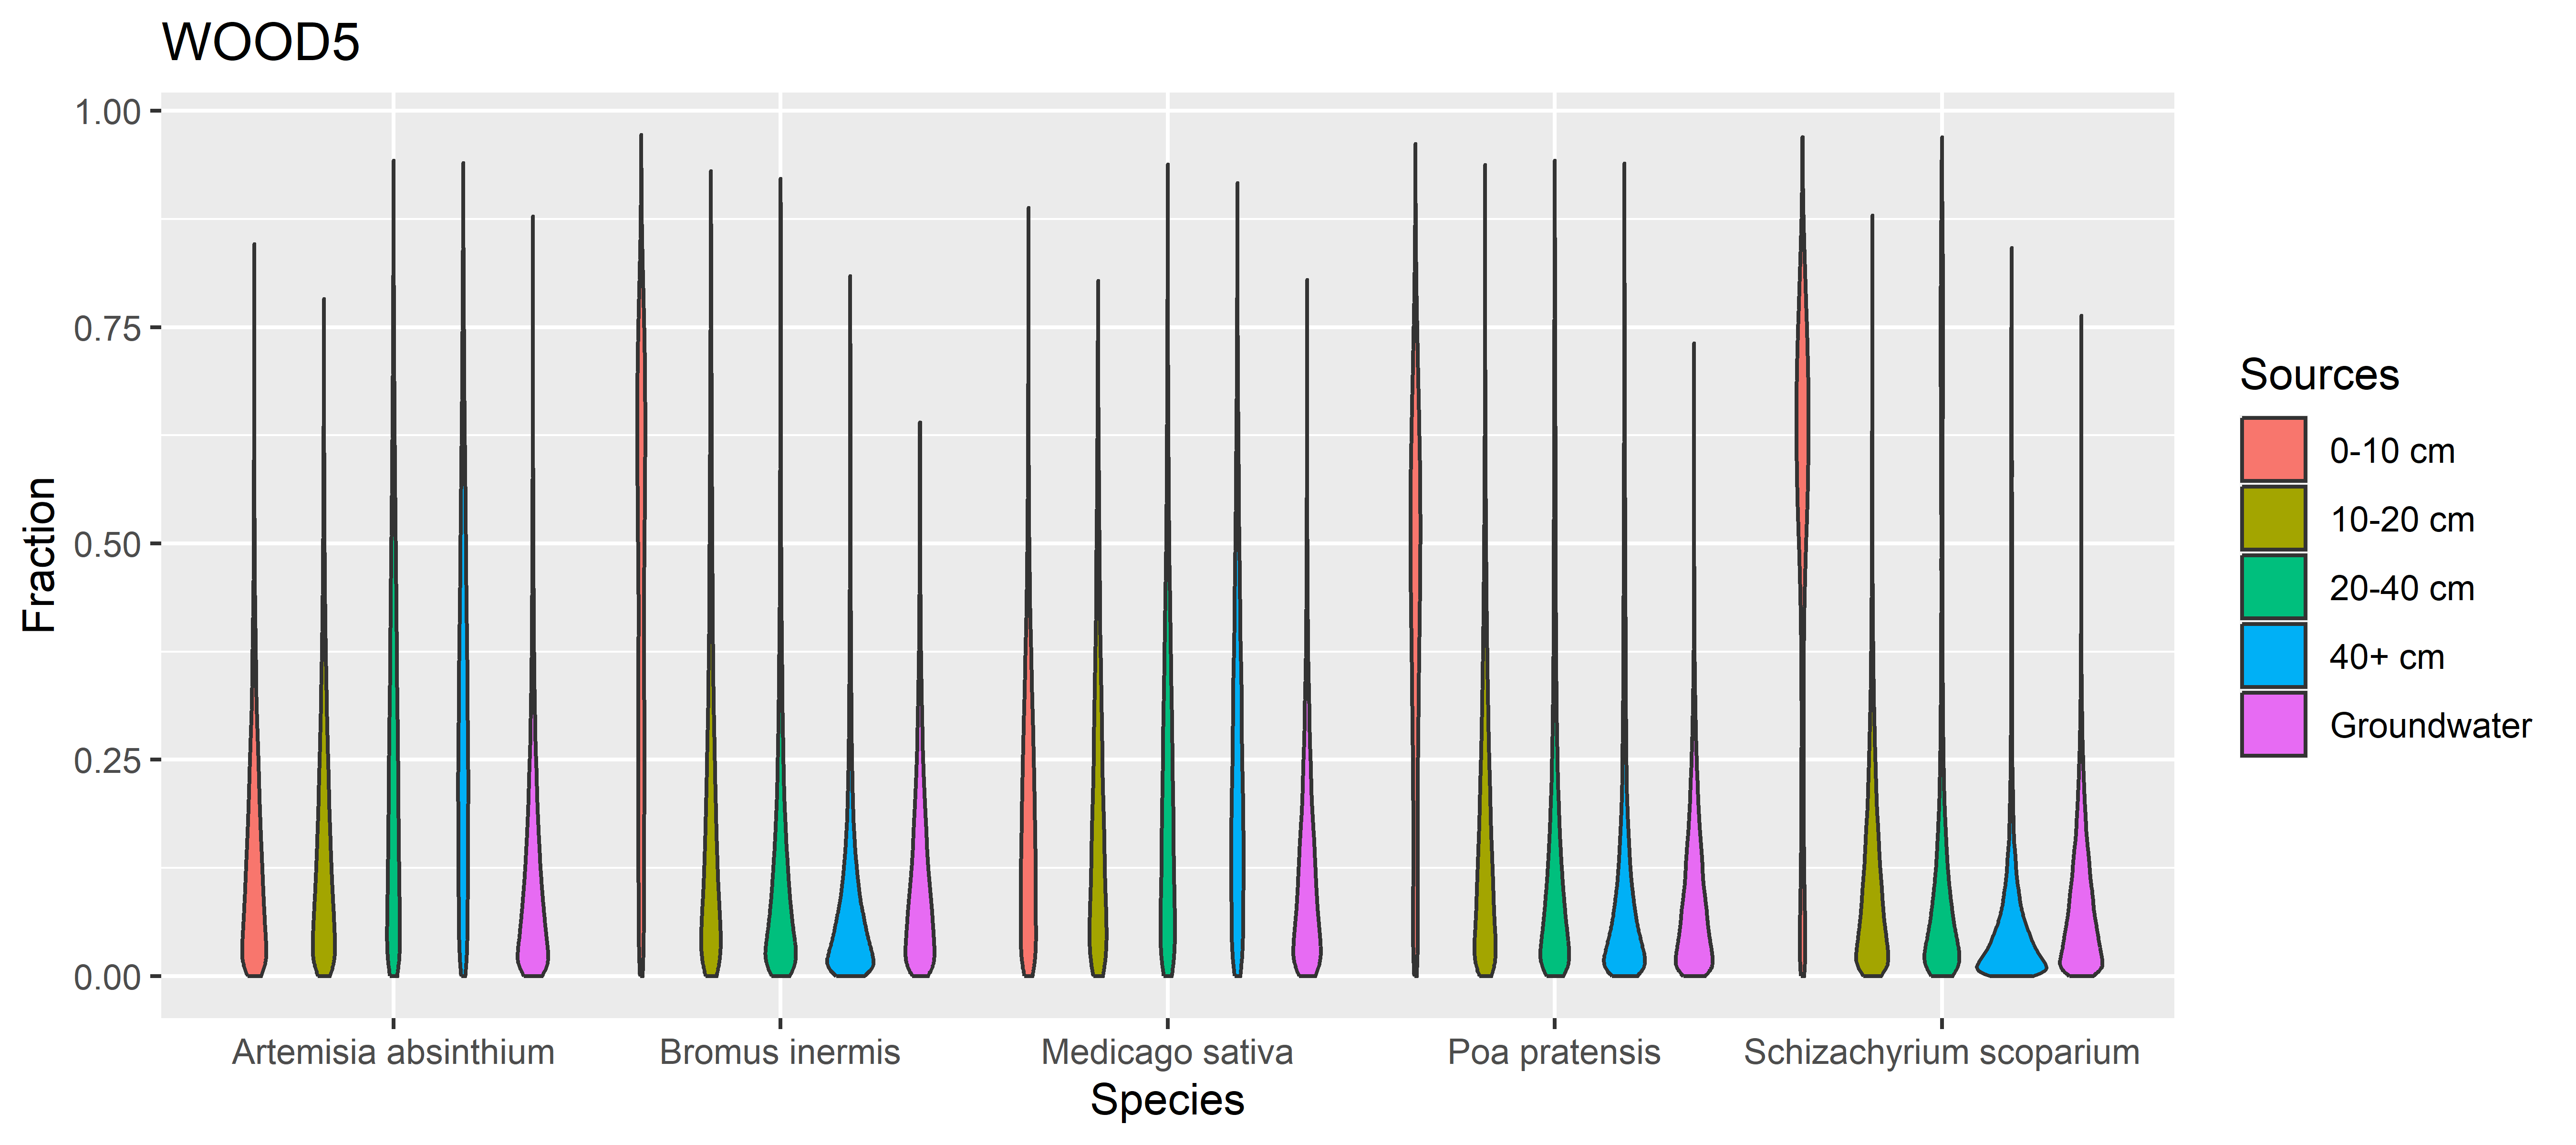 WOOD5
1.00
0.75
0.50
0.25
0.00
Fraction
Artemisia absinthium
Bromus inermis
Medicago sativa
Poa pratensis
Schizachyrium scoparium
Species
Sources
0-10 cm
10-20 cm
20-40 cm
40+ cm
Groundwater